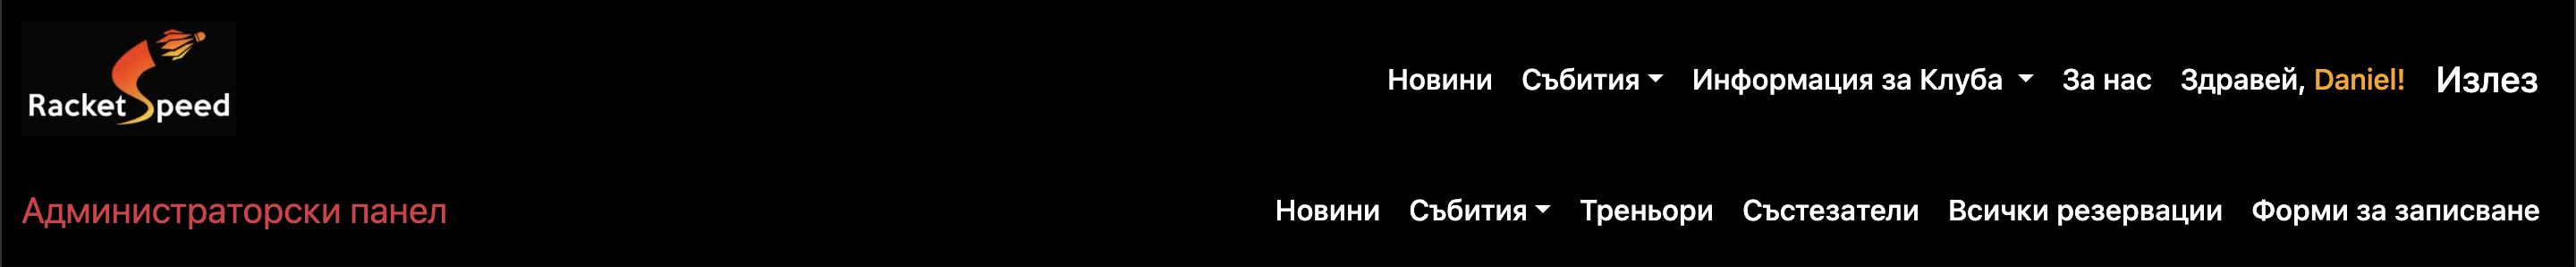 RacketSpeed Новини Събития Информация за Клуба За нас Здравей, Daniel! Излез
Администраторски панел Новини Събития Треньори Състезатели Всички резервации Форми за записване